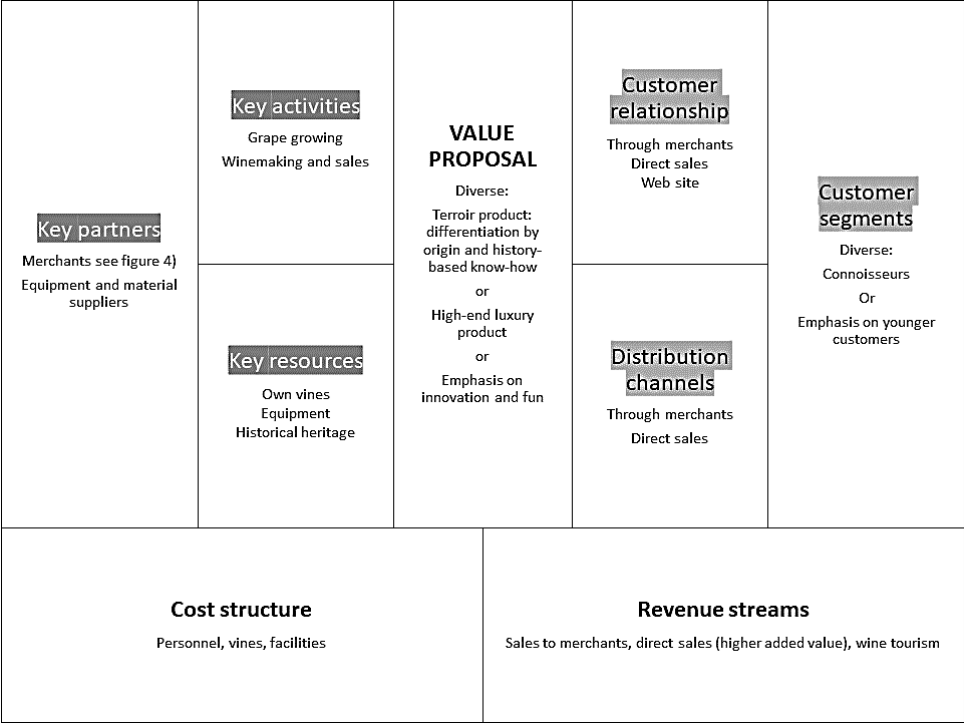 Key partners
Merchants see figure 4)
Equipment and material
suppliers
Key activities
Grape growing
Winemaking and sales
Key resources
Own vines
Equipment
Historical heritage
VALUE
PROPOSAL
Diverse:
Terroir product:
differentiation by
origin and history-
based know-how
or
High-end luxury
product
or
Emphasis on
innovation and fun
Customer
relationship
Through merchants
Direct sales
Web site
Distribution
channels
Through merchants
Direct sales
Customer
segments
Diverse:
Connoisseurs
Or
Emphasis on younger
customers
Cost structure
Personnel, vines, facilities
Revenue streams
Sales to merchants, direct sales (higher added value), wine tourism